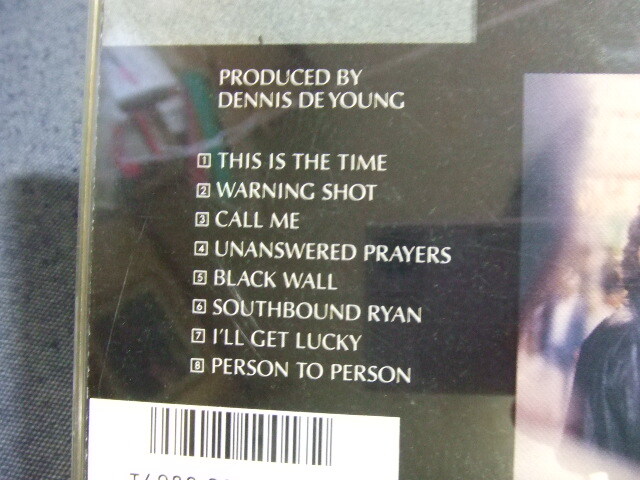 PRODUCED BY
DENNIS DE YOUNG
1 THIS IS THE TIME
2 WARNING SHOT
3 CALL ME
4 UNANSWERED PRAYERS
5 BLACK WALL
6 SOUTHBOUND RYAN
7 I'LL GET LUCKY
8 PERSON TO PERSON